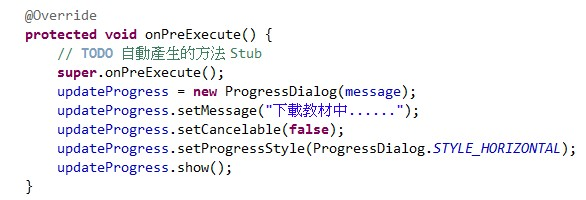 @Override
protected void onPreExecute() {
// TODO 自動產生的方法 Stub
super.onPreExecute();
updateProgress = new ProgressDialog(message);
updateProgress.setMessage("下載教材中......");
updateProgress.setCancelable(false);
updateProgress.setProgressStyle(ProgressDialog.STYLE_HORIZONTAL);
updateProgress.show();
}